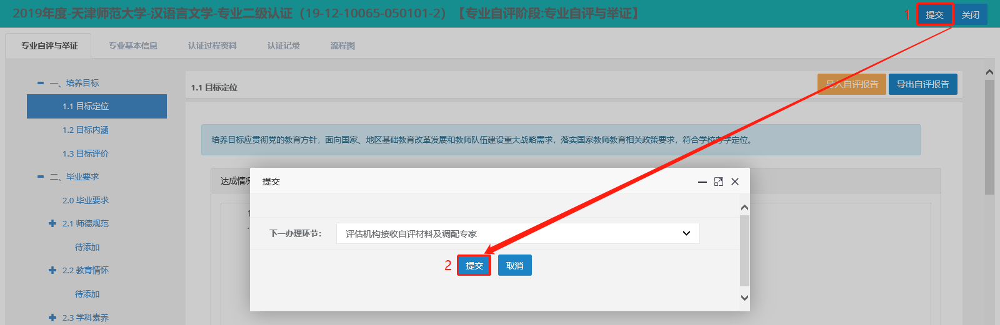 2019年度-天津师范大学-汉语言文学-专业二级认证（19-12-10065-050101-2）【专业自评阶段:专业自评与举证】
1 提交 关闭
专业自评与举证 专业基本信息 认证过程资料 认证记录 流程图
一、培养目标
1.1 目标定位
1.2 目标内涵
1.3 目标评价
二、毕业要求
2.0 毕业要求
2.1 师德规范
待添加
2.2 教育情怀
待添加
2.3 学科素养
1.1 目标定位
导入自评报告 导出自评报告
培养目标应贯彻党的教育方针，面向国家、地区基础教育改革发展和教师队伍建设重大战略需求，落实国家教师教育相关政策要求，符合学校办学定位。
达成情况
提交
下一办理环节： 评估机构接收自评材料及调配专家
2 提交 取消